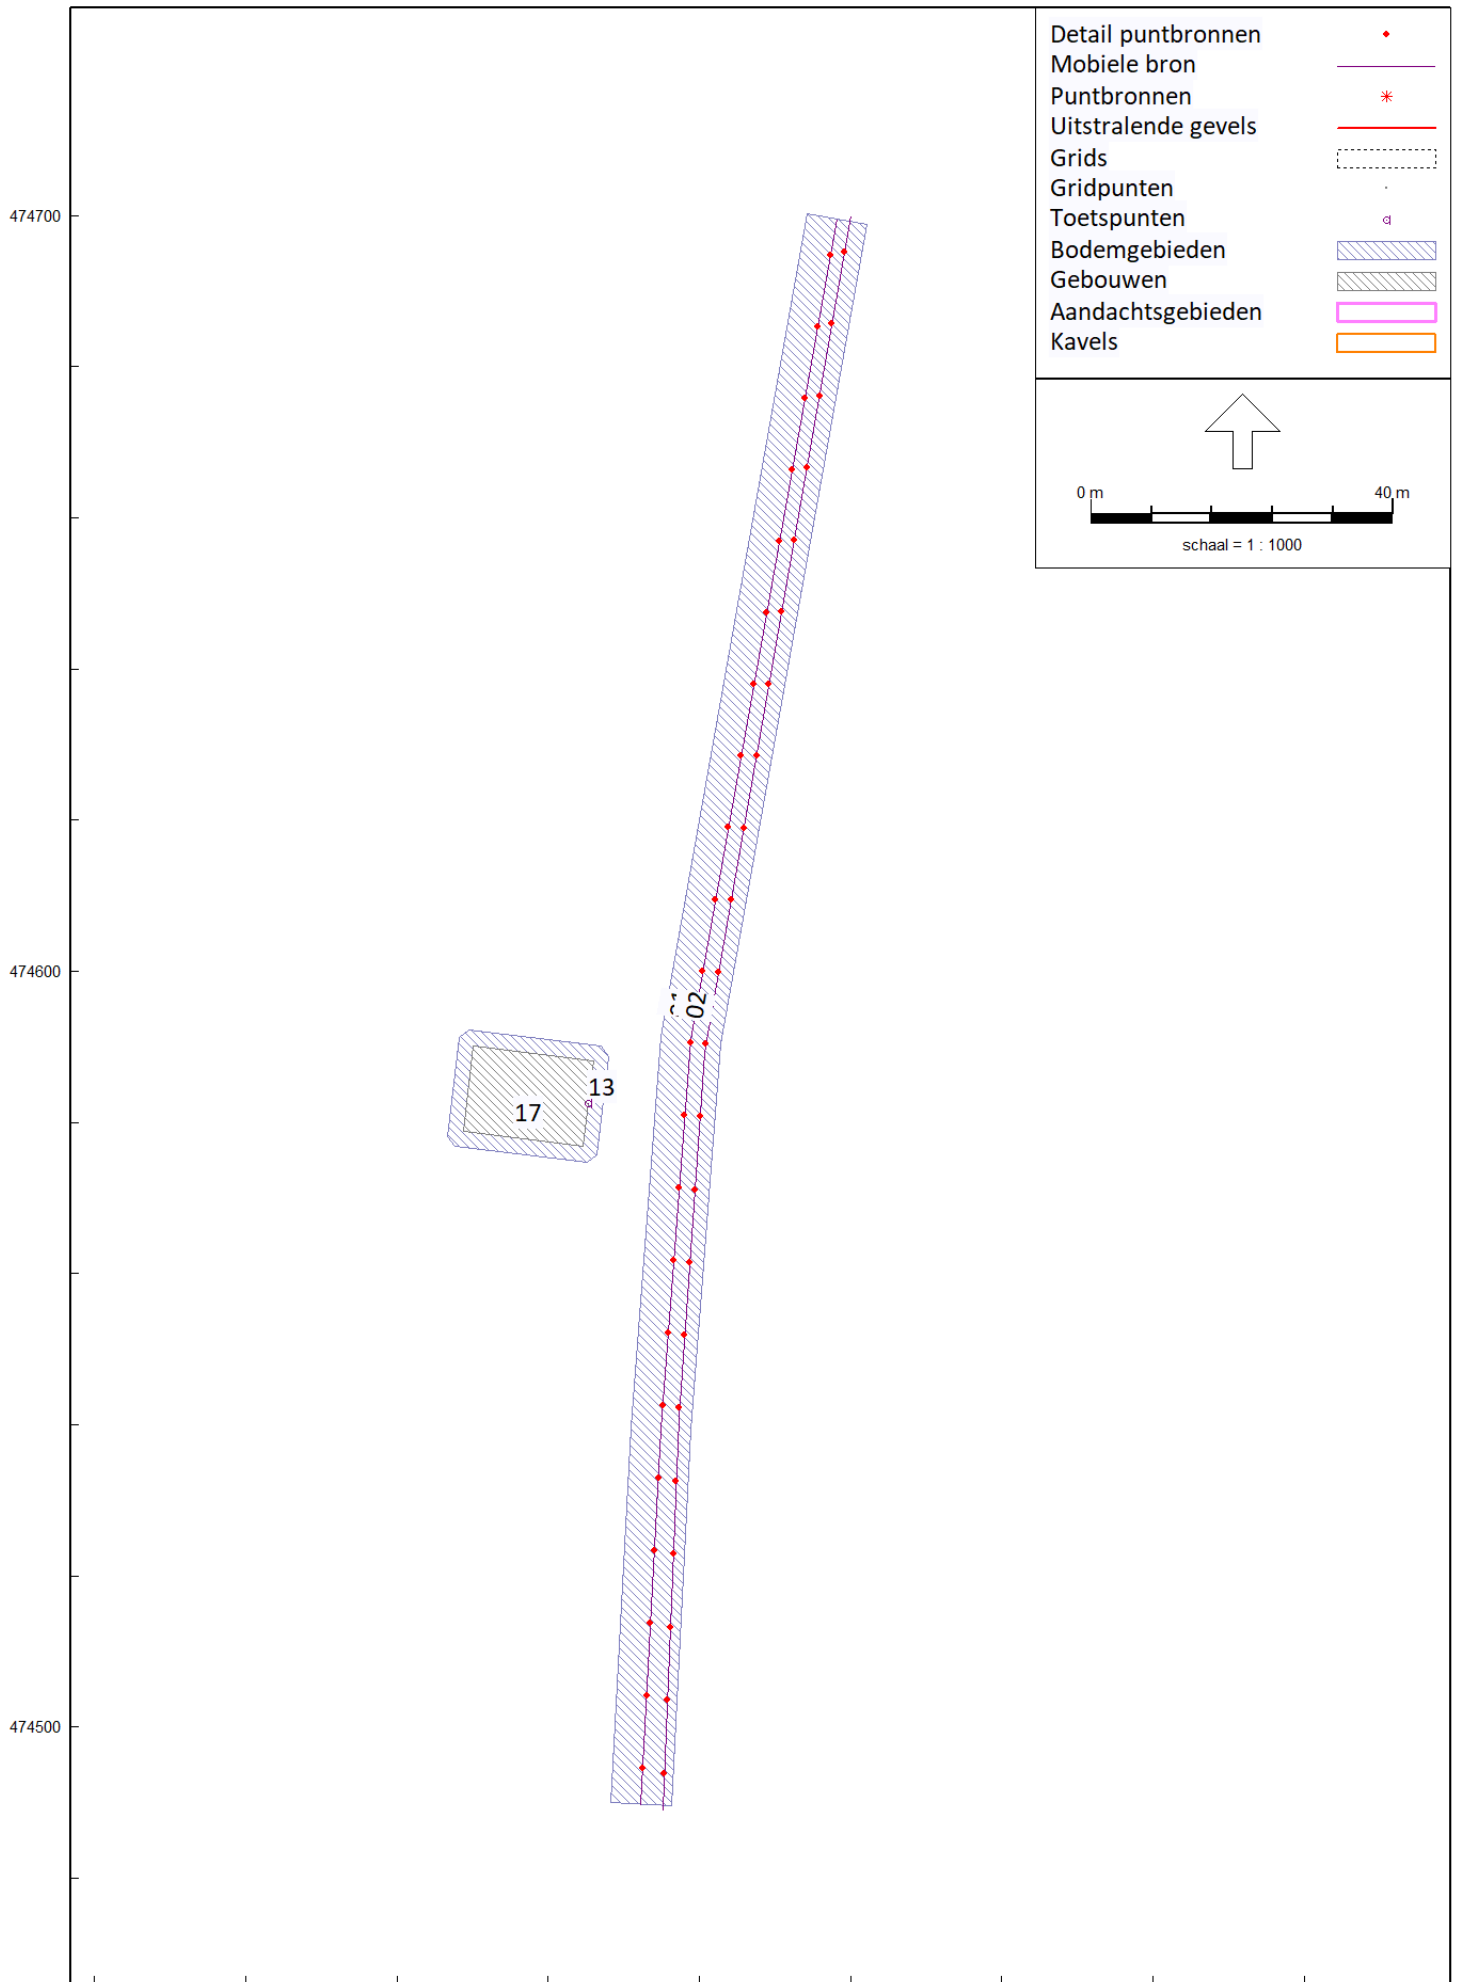 Detail puntbronnen
Mobiele bron
Puntbronnen
Uitstralende gevels
Grids
Gridpunten
Toetspunten
Bodemgebieden
Gebouwen
Aandachtsgebieden
Kavels
0 m 40 m
schaal = 1 : 1000
474700
474600
02
13
17
474500